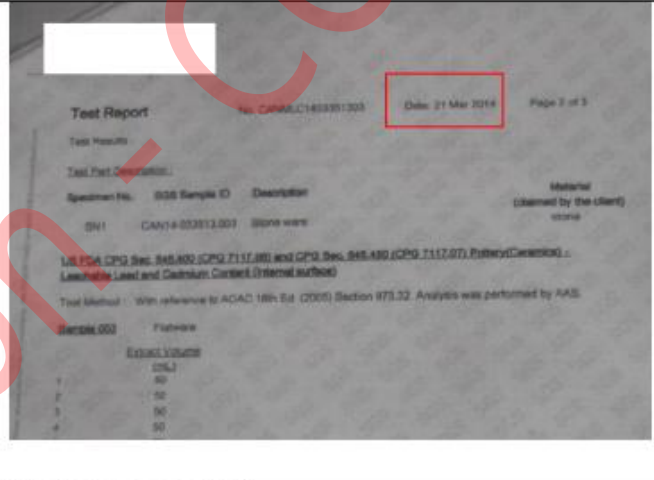 Test Report No. Date: 21 Mar 2014 Page 2 of 3
Test Results :
Test Part Description :
Specimen No. SGS Sample ID Description Material
(claimed by the client)
SN1 CAN14-033513.003 Stone ware stone
US FDA CPG Sec. 545.400 (CPG 7117.06) and CPG Sec. 545.450 (CPG 7117.07) Pottery(Ceramics) -
Leachable Lead and Cadmium Content (Internal surface)
Test Method : With reference to AOAC 18th Ed. (2005) Section 973.32. Analysis was performed by AAS.
Sample 003 Flatware
Extract Volume
(mL)
1 50
2 50
3 50
4 50